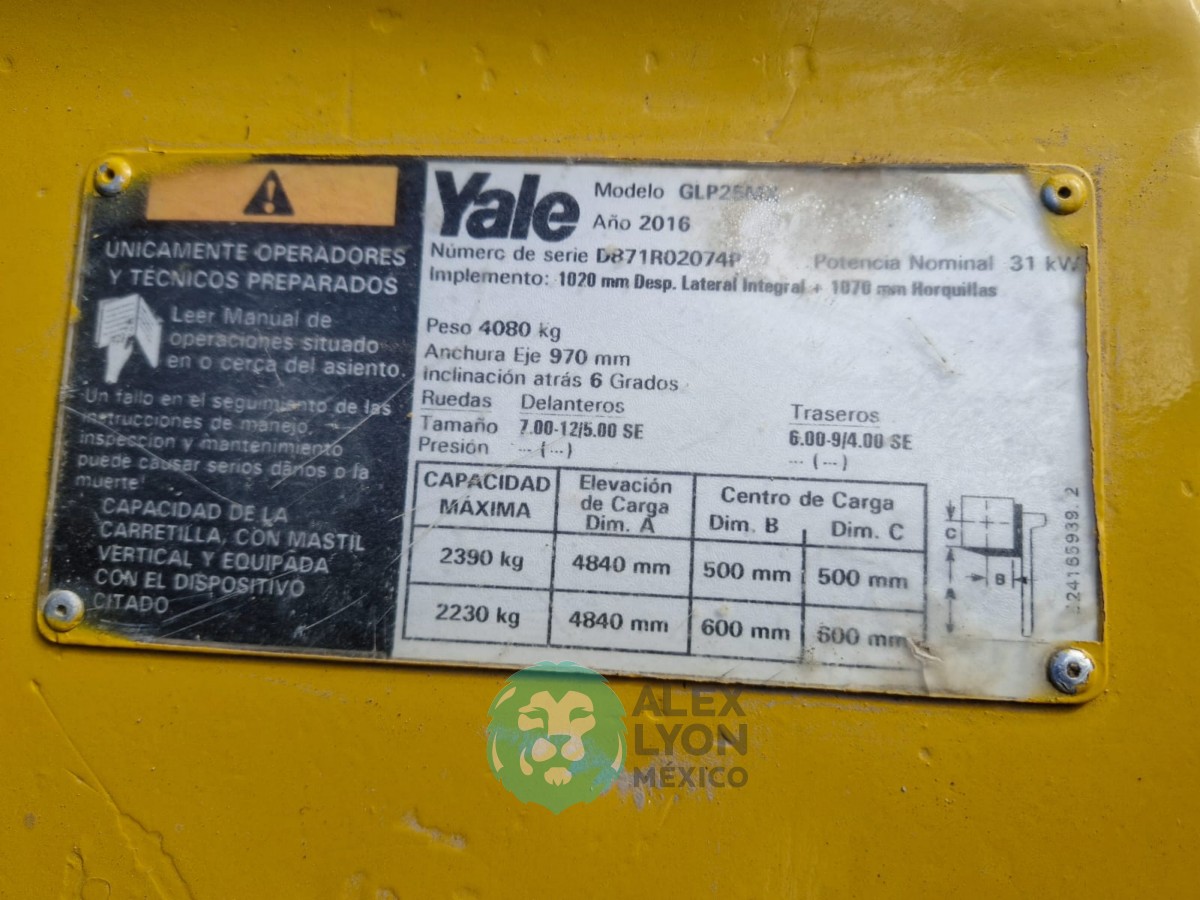 ÚNICAMENTE OPERADORES
Y TÉCNICOS PREPARADOS
Leer Manual de
operaciones situado
en o cerca del asiento.
Un fallo en el seguimiento de las
instrucciones de manejo,
inspección y mantenimiento
puede causar serios daños o la
muerte
CAPACIDAD DE LA
CARRETILLA, CON MASTIL
VERTICAL Y EQUIPADA
CON EL DISPOSITIVO
CITADO
Yale
Modelo GLP25MX
Año 2016
Número de serie D871R02074P Potencia Nominal 31 kW
Implemento: 1020 mm Desp. Lateral Integral + 1070 mm Horquillas
Peso 4080 kg
Anchura Eje 970 mm
Inclinación atrás 6 Grados
Ruedas Delanteros Traseros
Tamaño 7.00-12/5.00 SE 6.00-9/4.00 SE
Presión --- (---) --- (---)
CAPACIDAD MÁXIMA Elevación de Carga Dim. A Centro de Carga Dim. B Dim. C
2390 kg 4840 mm 500 mm 500 mm
2230 kg 4840 mm 600 mm 600 mm
C
B
A
ALEX
LYON
MÉXICO